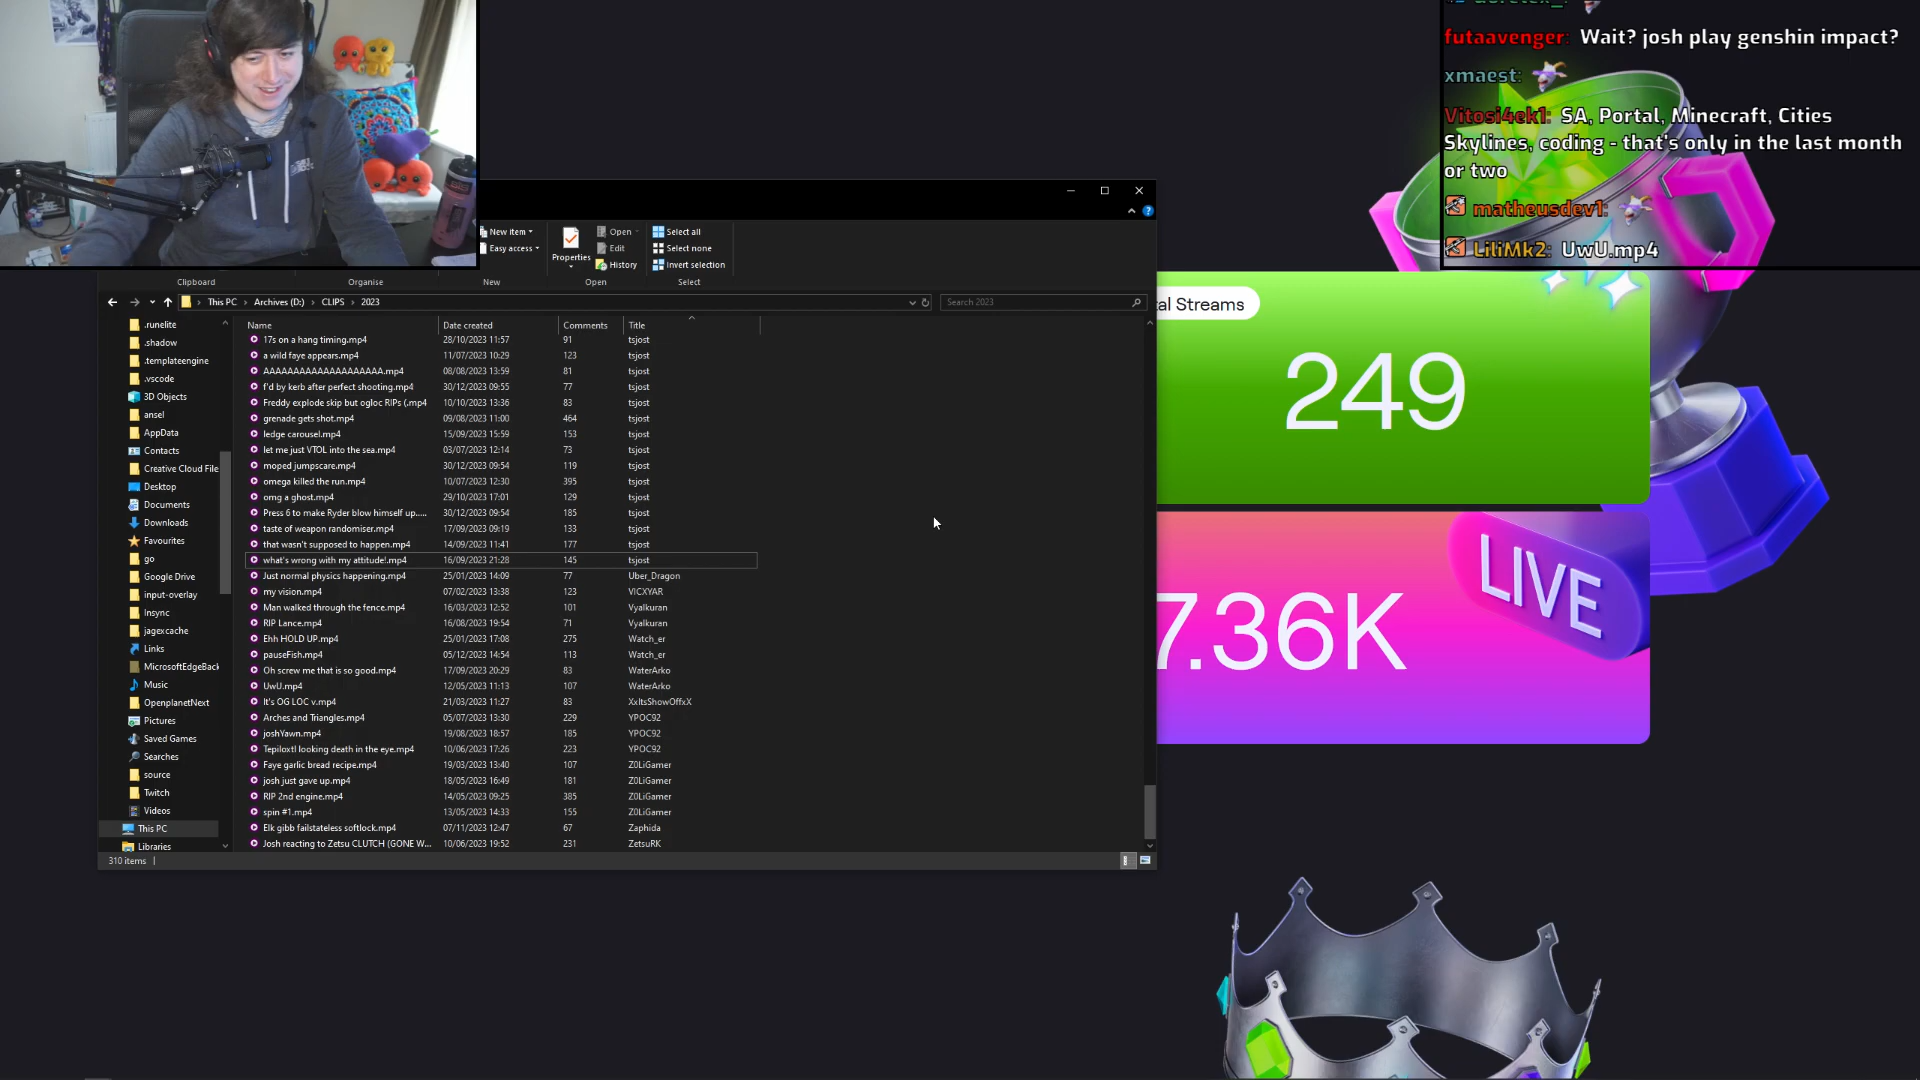 futaavenger: Wait? josh play genshin impact?
xmaest:
Vitosi4ek1: SA, Portal, Minecraft, Cities
Skylines, coding - that's only in the last month
or two
matheusdev1:
LiliMk2: UwU.mp4
New item
Easy access
Properties
Open
Edit
History
Select all
Select none
Invert selection
Clipboard
Organise
New
Open
Select
This PC > Archives (D:) > CLIPS > 2023
Search 2023
Name Date created Comments Title
17s on a hang timing.mp4 28/10/2023 11:57 91 tsjost
a wild faye appears.mp4 11/07/2023 10:29 123 tsjost
AAAAAAAAAAAAAAAAAAAA.mp4 08/08/2023 13:59 81 tsjost
f'd by kerb after perfect shooting.mp4 30/12/2023 09:55 77 tsjost
Freddy explode skip but ogloc RIPs (.mp4 10/10/2023 13:36 83 tsjost
grenade gets shot.mp4 09/08/2023 11:00 464 tsjost
ledge carousel.mp4 15/09/2023 15:59 153 tsjost
let me just VTOL into the sea.mp4 03/07/2023 12:14 73 tsjost
moped jumpscare.mp4 30/12/2023 09:54 119 tsjost
omega killed the run.mp4 10/07/2023 12:30 395 tsjost
omg a ghost.mp4 29/10/2023 17:01 129 tsjost
Press 6 to make Ryder blow himself up..... 30/12/2023 09:54 185 tsjost
taste of weapon randomiser.mp4 17/09/2023 09:19 133 tsjost
that wasn't supposed to happen.mp4 14/09/2023 11:41 177 tsjost
what's wrong with my attitude!.mp4 16/09/2023 21:28 145 tsjost
Just normal physics happening.mp4 25/01/2023 14:09 77 Uber_Dragon
my vision.mp4 07/02/2023 13:38 123 VICXYAR
Man walked through the fence.mp4 16/03/2023 12:52 101 Vyalkuran
RIP Lance.mp4 16/08/2023 19:54 71 Vyalkuran
Ehh HOLD UP.mp4 25/01/2023 17:08 275 Watch_er
pauseFish.mp4 05/12/2023 14:54 113 Watch_er
Oh screw me that is so good.mp4 17/09/2023 20:29 83 WaterArko
UwU.mp4 12/05/2023 11:13 107 WaterArko
It's OG LOC v.mp4 21/03/2023 11:27 83 XxItsShowOffxX
Arches and Triangles.mp4 05/07/2023 13:30 229 YPOC92
joshYawn.mp4 19/08/2023 18:57 185 YPOC92
Tepiloxtl looking death in the eye.mp4 10/06/2023 17:26 223 YPOC92
Faye garlic bread recipe.mp4 19/03/2023 13:40 107 Z0LiGamer
josh just gave up.mp4 18/05/2023 16:49 181 Z0LiGamer
RIP 2nd engine.mp4 14/05/2023 09:25 385 Z0LiGamer
spin #1.mp4 13/05/2023 14:33 155 Z0LiGamer
Elk gibb failstateless softlock.mp4 07/11/2023 12:47 67 Zaphida
Josh reacting to Zetsu CLUTCH (GONE W... 10/06/2023 19:52 231 ZetsuRK
.runelite
.shadow
.templateengine
.vscode
3D Objects
ansel
AppData
Contacts
Creative Cloud File
Desktop
Documents
Downloads
Favourites
go
Google Drive
input-overlay
Insync
jagexcache
Links
MicrosoftEdgeBack
Music
OpenplanetNext
Pictures
Saved Games
Searches
source
Twitch
Videos
This PC
Libraries
310 items
al Streams
249
7.36K
LIVE